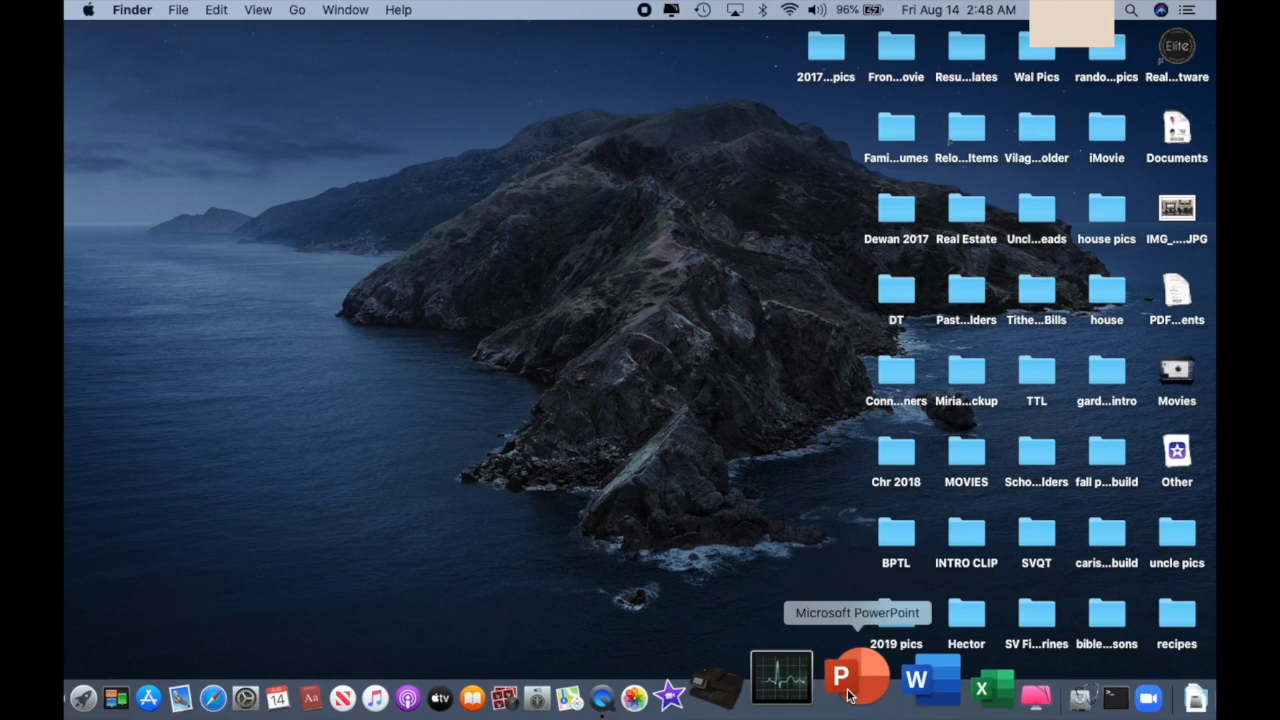 Finder File Edit View Go Window Help 96% Fri Aug 14 2:48 AM
2017...pics Fron...ovie Resu...lates Wal Pics rando...pics Real...tware
Elite
Fami...umes Relo...Items Vilag...older iMovie Documents
Dewan 2017 Real Estate Uncl...eads house pics IMG_....JPG
DT Past...lders Tithe...Bills house PDF...ents
Conn...ners Miria...ckup TTL gard...intro Movies
Chr 2018 MOVIES Scho...lders fall p...build Other
BPTL INTRO CLIP SVQT caris...build uncle pics
Microsoft PowerPoint
2019 pics Hector SV Fi...rines bible...sons recipes
P W X
14 Aa tv